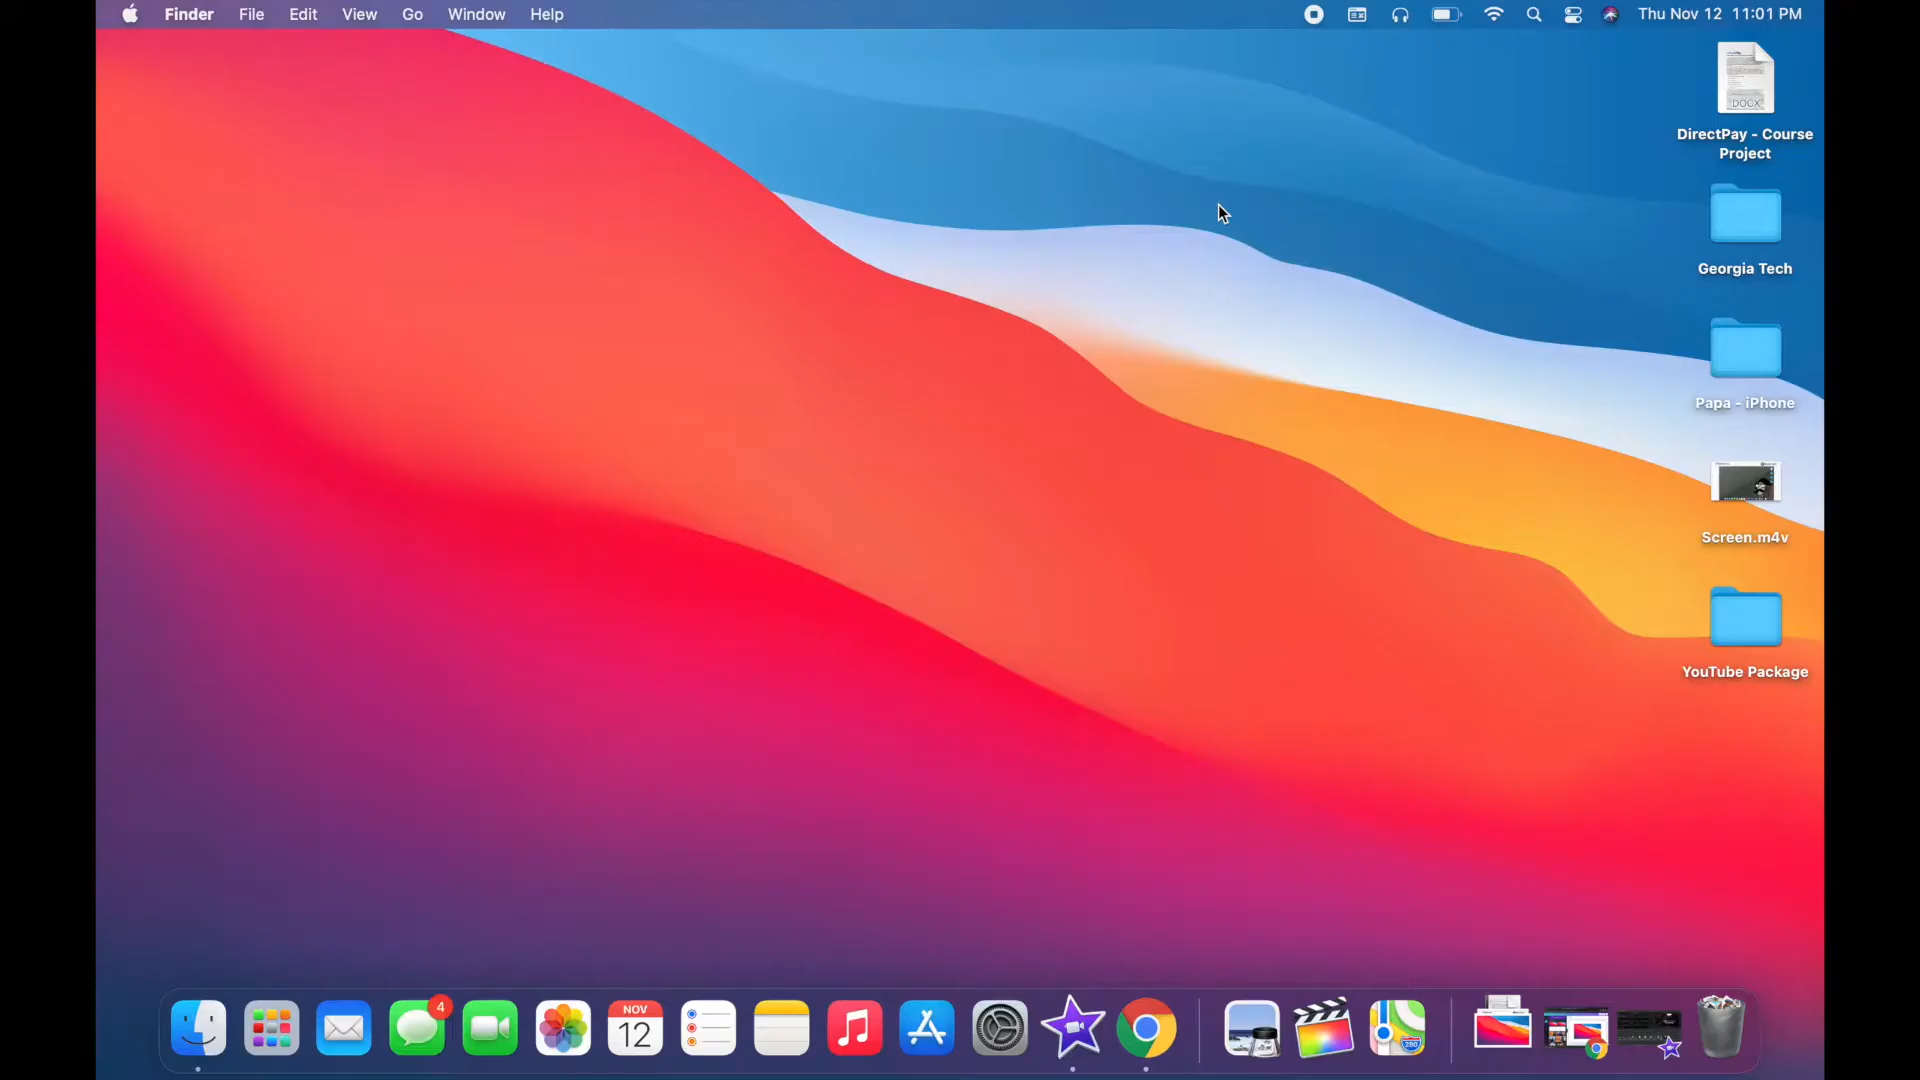 Finder File Edit View Go Window Help Thu Nov 12 11:01 PM
DOCX
DirectPay - Course
Project
Georgia Tech
Papa - iPhone
Screen.m4v
YouTube Package
4
NOV
12
280